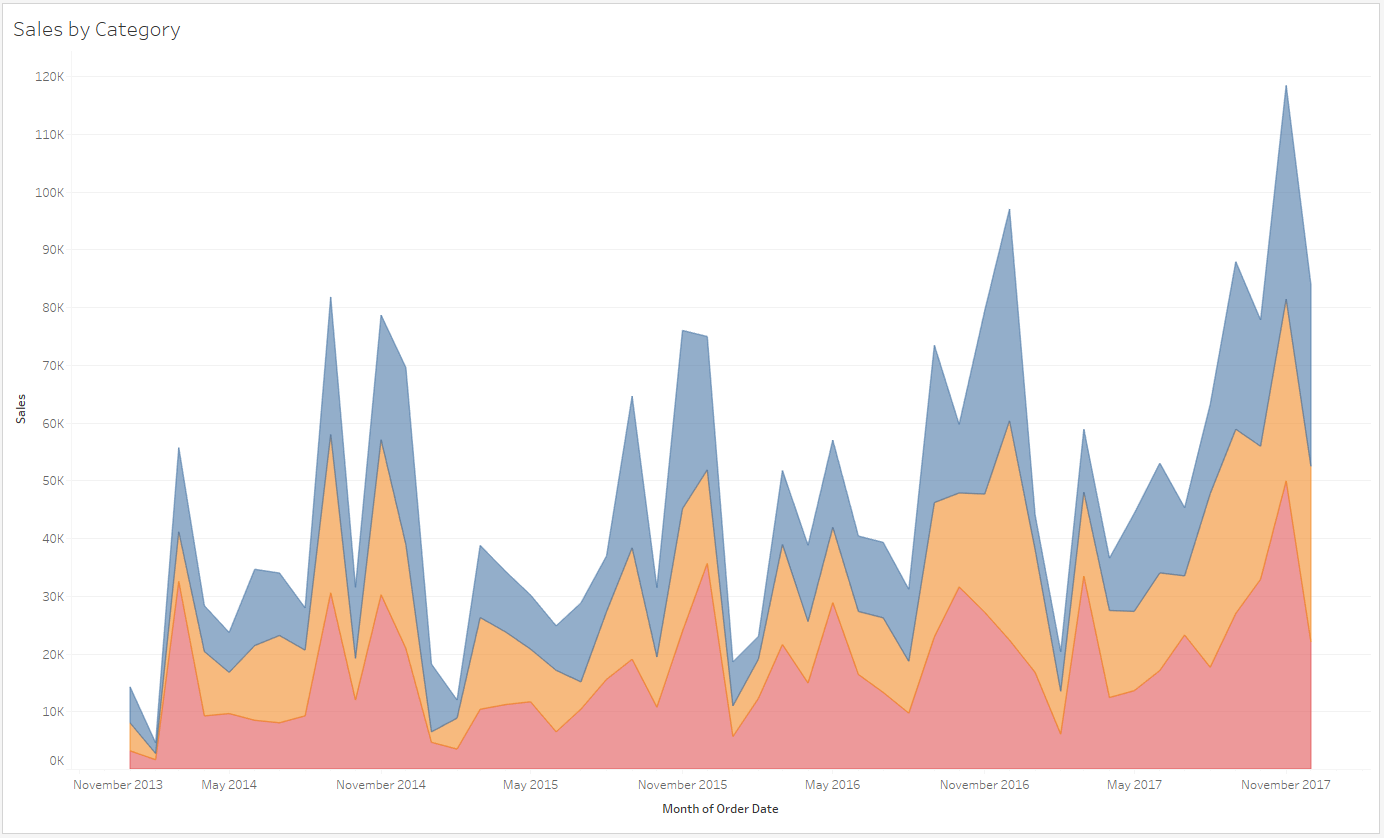 Sales by Category
120K
110K
100K
90K
80K
70K
60K
50K
40K
30K
20K
10K
0K
Sales
November 2013 May 2014 November 2014 May 2015 November 2015 May 2016 November 2016 May 2017 November 2017
Month of Order Date